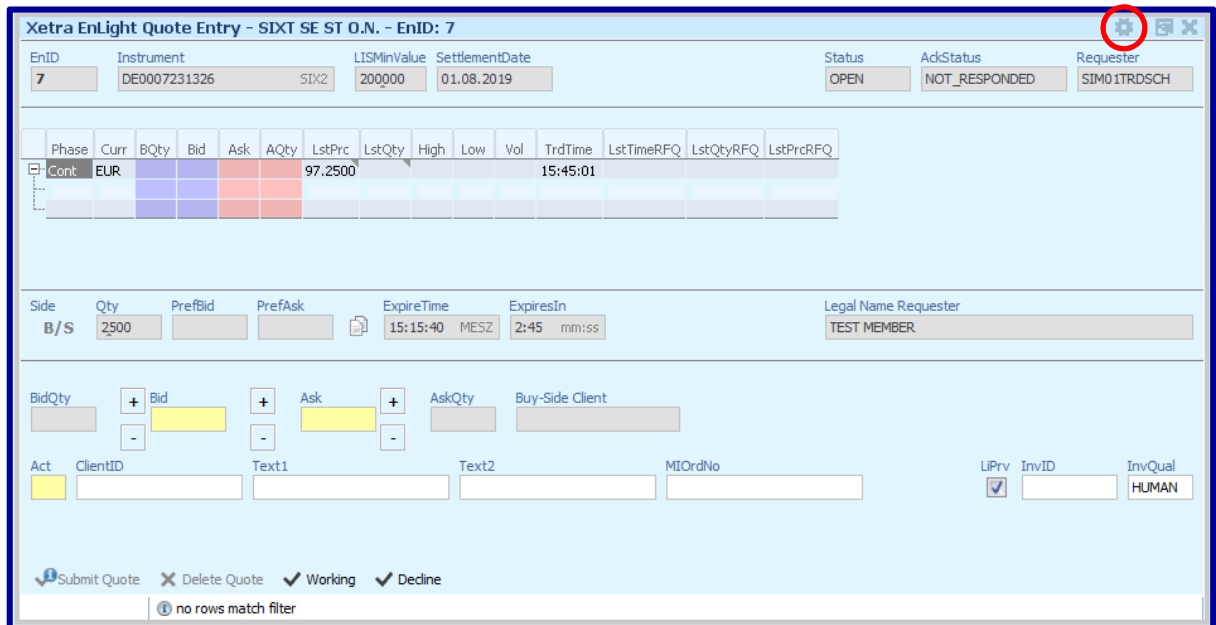 Xetra EnLight Quote Entry - SIXT SE ST O.N. - EnID: 7
EnID Instrument LISMinValue SettlementDate Status AckStatus Requester
7 DE0007231326 SIX2 200000 01.08.2019 OPEN NOT_RESPONDED SIM01TRDSCH
Phase Curr BQty Bid Ask AQty LstPrc LstQty High Low Vol TrdTime LstTimeRFQ LstQtyRFQ LstPrcRFQ
Cont EUR 97.2500 15:45:01
Side Qty PrefBid PrefAsk ExpireTime ExpiresIn Legal Name Requester
B/S 2500 15:15:40 MESZ 2:45 mm:ss TEST MEMBER
BidQty + Bid + Ask + AskQty Buy-Side Client
- - -
Act ClientID Text1 Text2 MIOrdNo LiPrv InvID InvQual
HUMAN
Submit Quote Delete Quote Working Decline
no rows match filter